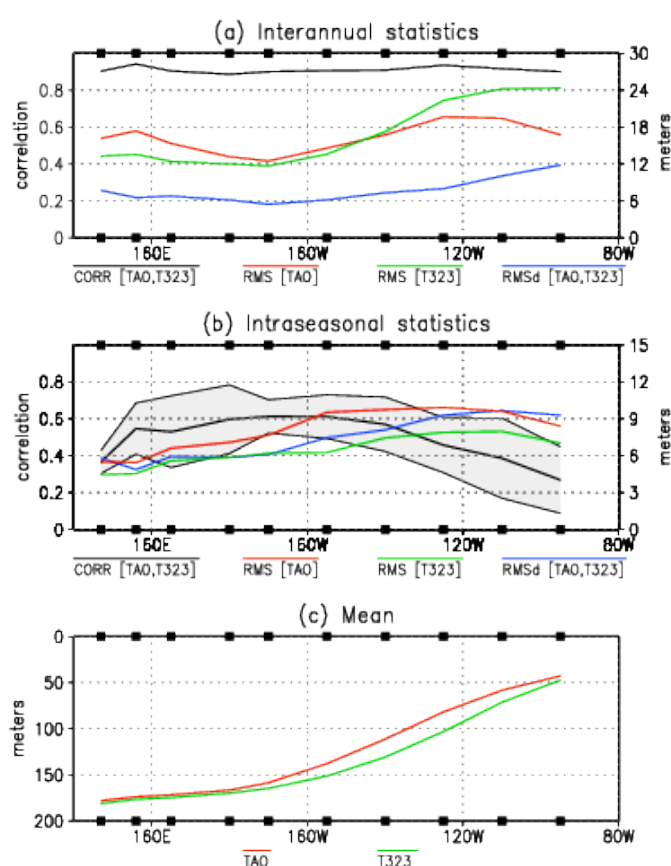 (a) Interannual statistics
correlation
0.8
0.6
0.4
0.2
0
30
24
18
12
6
0
meters
160E
160W
120W
80W
CORR [TAO,T323]
RMS [TAO]
RMS [T323]
RMSd [TAO,T323]
(b) Intraseasonal statistics
correlation
0.8
0.6
0.4
0.2
0
15
12
9
6
3
0
meters
160E
160W
120W
80W
CORR [TAO,T323]
RMS [TAO]
RMS [T323]
RMSd [TAO,T323]
(c) Mean
meters
0
50
100
150
200
160E
160W
120W
80W
TAO
T323